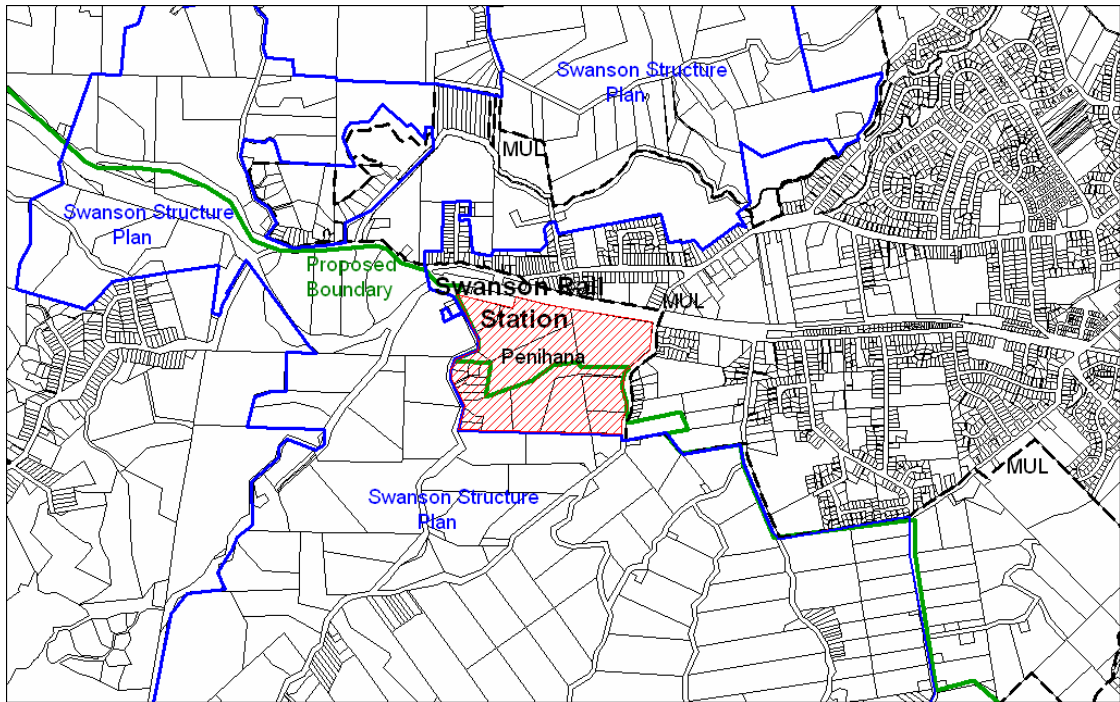 Swanson Structure
Plan
MUL
Swanson Structure
Plan
Proposed
Boundary
Swanson Rail
Station
MUL
Penihana
MUL
Swanson Structure
Plan